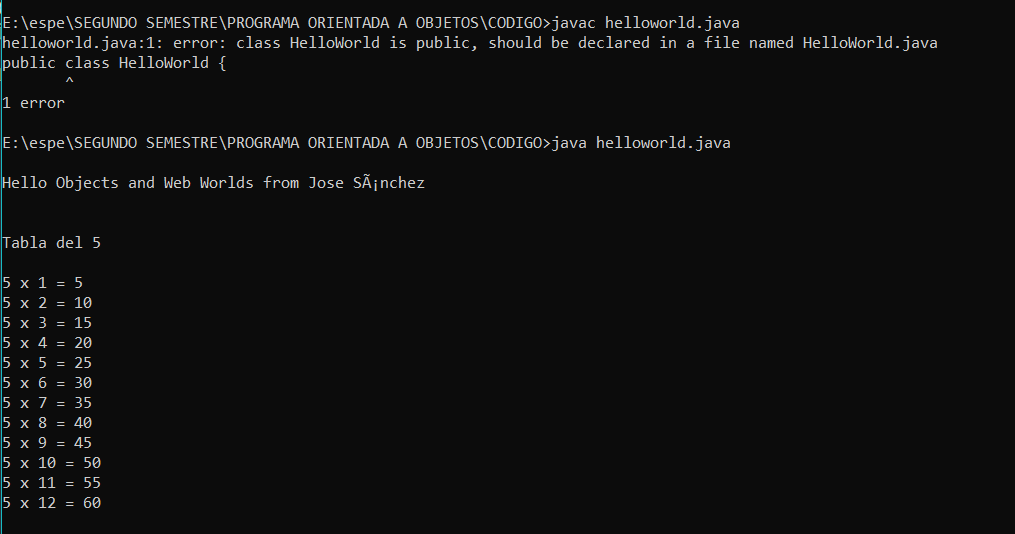 E:\espe\SEGUNDO SEMESTRE\PROGRAMA ORIENTADA A OBJETOS\CODIGO>javac helloworld.java
helloworld.java:1: error: class HelloWorld is public, should be declared in a file named HelloWorld.java
public class HelloWorld {
       ^
1 error
E:\espe\SEGUNDO SEMESTRE\PROGRAMA ORIENTADA A OBJETOS\CODIGO>java helloworld.java
Hello Objects and Web Worlds from Jose SÃ¡nchez
Tabla del 5
5 x 1 = 5
5 x 2 = 10
5 x 3 = 15
5 x 4 = 20
5 x 5 = 25
5 x 6 = 30
5 x 7 = 35
5 x 8 = 40
5 x 9 = 45
5 x 10 = 50
5 x 11 = 55
5 x 12 = 60